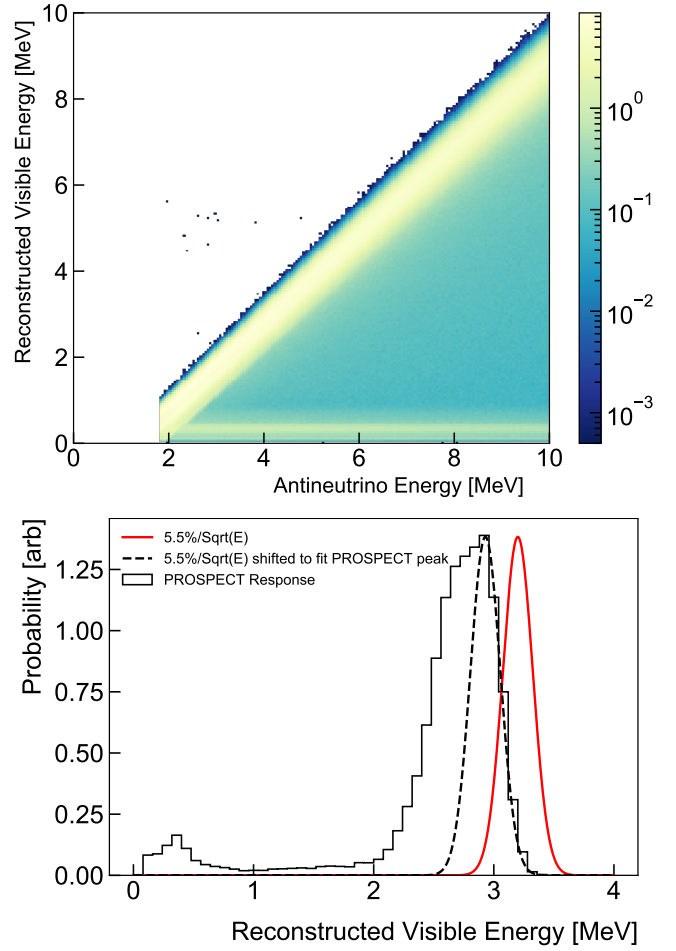 10
8
6
4
2
0
Reconstructed Visible Energy [MeV]
0 2 4 6 8 10
Antineutrino Energy [MeV]
10⁰
10⁻¹
10⁻²
10⁻³
5.5%/Sqrt(E)
5.5%/Sqrt(E) shifted to fit PROSPECT peak
PROSPECT Response
Probability [arb]
1.25
1.00
0.75
0.50
0.25
0.00
0 1 2 3 4
Reconstructed Visible Energy [MeV]